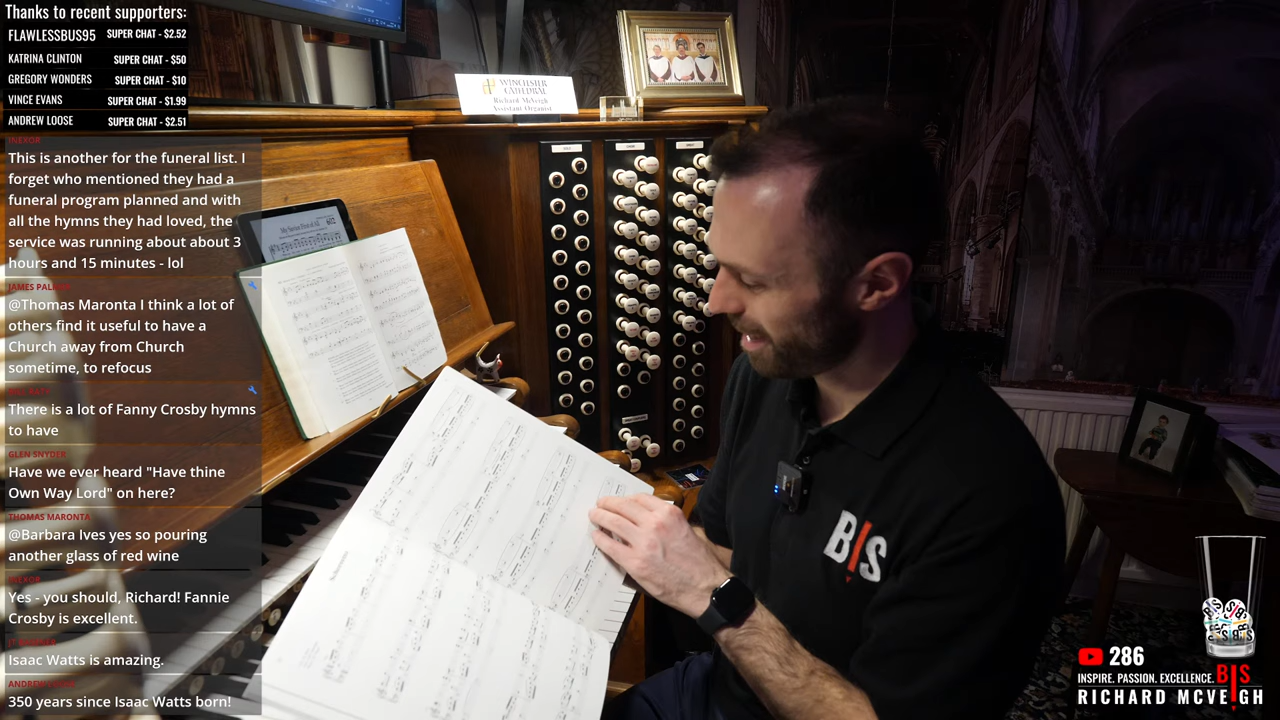 Thanks to recent supporters:
FLAWLESSBUS95 SUPER CHAT - $2.52
KATRINA CLINTON SUPER CHAT - $50
GREGORY WONDERS SUPER CHAT - $10
VINCE EVANS SUPER CHAT - $1.99
ANDREW LOOSE SUPER CHAT - $2.51
INEXOR
This is another for the funeral list. I
forget who mentioned they had a
funeral program planned and with
all the hymns they had loved, the
service was running about about 3
hours and 15 minutes - lol
JAMES
@Thomas Maronta I think a lot of
others find it useful to have a
Church away from Church
sometime, to refocus
There is a lot of Fanny Crosby hymns
to have
GLEN SNYDER
Have we ever heard "Have thine
Own Way Lord" on here?
THOMAS MARONTA
@Barbara Ives yes so pouring
another glass of red wine
INEXOR
Yes - you should, Richard! Fannie
Crosby is excellent.
Isaac Watts is amazing.
ANDREW LOOSE
350 years since Isaac Watts born!
WINCHESTER
CATHEDRAL
Richard McVeigh
Assistant Organist
602
B!S
286
INSPIRE. PASSION. EXCELLENCE. B!S
RICHARD MCVE!GH